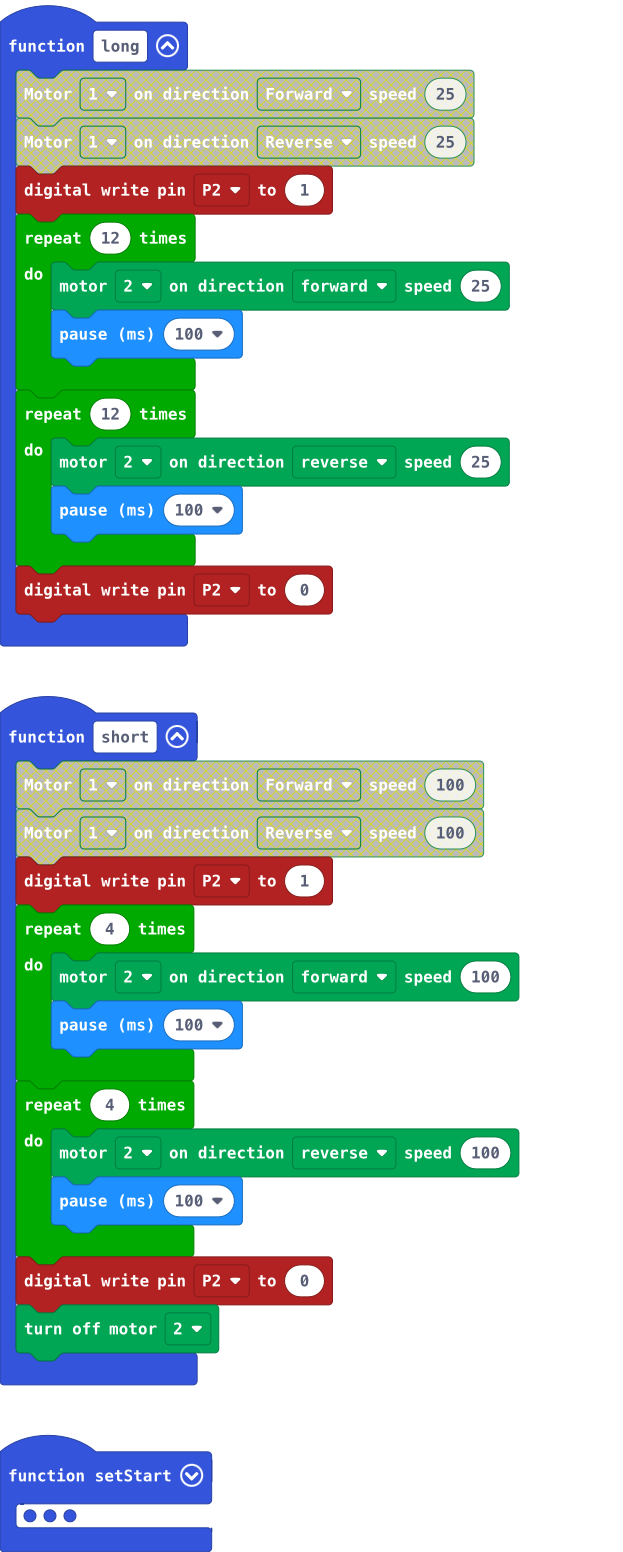 function long
Motor 1 on direction Forward speed 25
Motor 1 on direction Reverse speed 25
digital write pin P2 to 1
repeat 12 times
do
motor 2 on direction forward speed 25
pause (ms) 100
repeat 12 times
do
motor 2 on direction reverse speed 25
pause (ms) 100
digital write pin P2 to 0
function short
Motor 1 on direction Forward speed 100
Motor 1 on direction Reverse speed 100
digital write pin P2 to 1
repeat 4 times
do
motor 2 on direction forward speed 100
pause (ms) 100
repeat 4 times
do
motor 2 on direction reverse speed 100
pause (ms) 100
digital write pin P2 to 0
turn off motor 2
function setStart